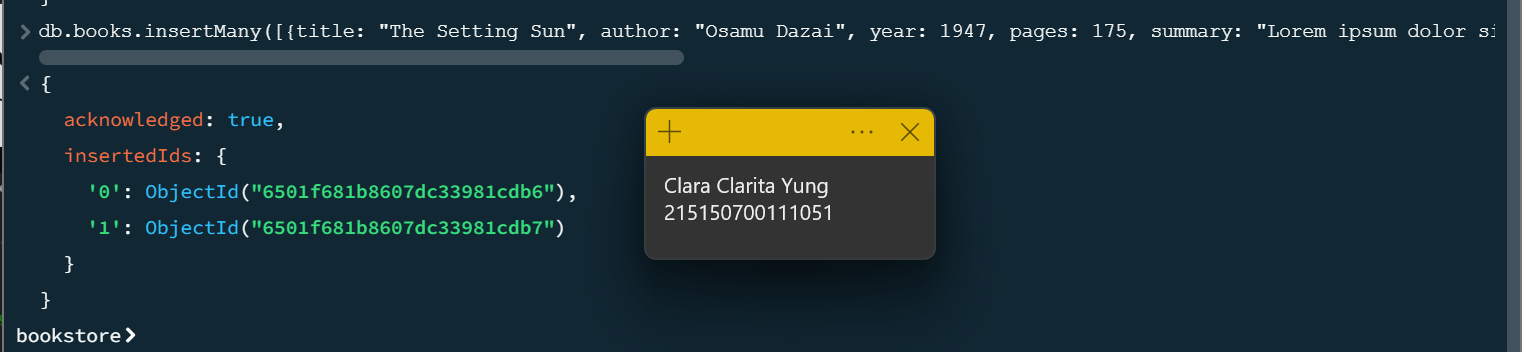 db.books.insertMany([{title: "The Setting Sun", author: "Osamu Dazai", year: 1947, pages: 175, summary: "Lorem ipsum dolor si
{
acknowledged: true,
insertedIds: {
'0': ObjectId("6501f681b8607dc33981cdb6"),
'1': ObjectId("6501f681b8607dc33981cdb7")
}
}
bookstore>
Clara Clarita Yung
215150700111051